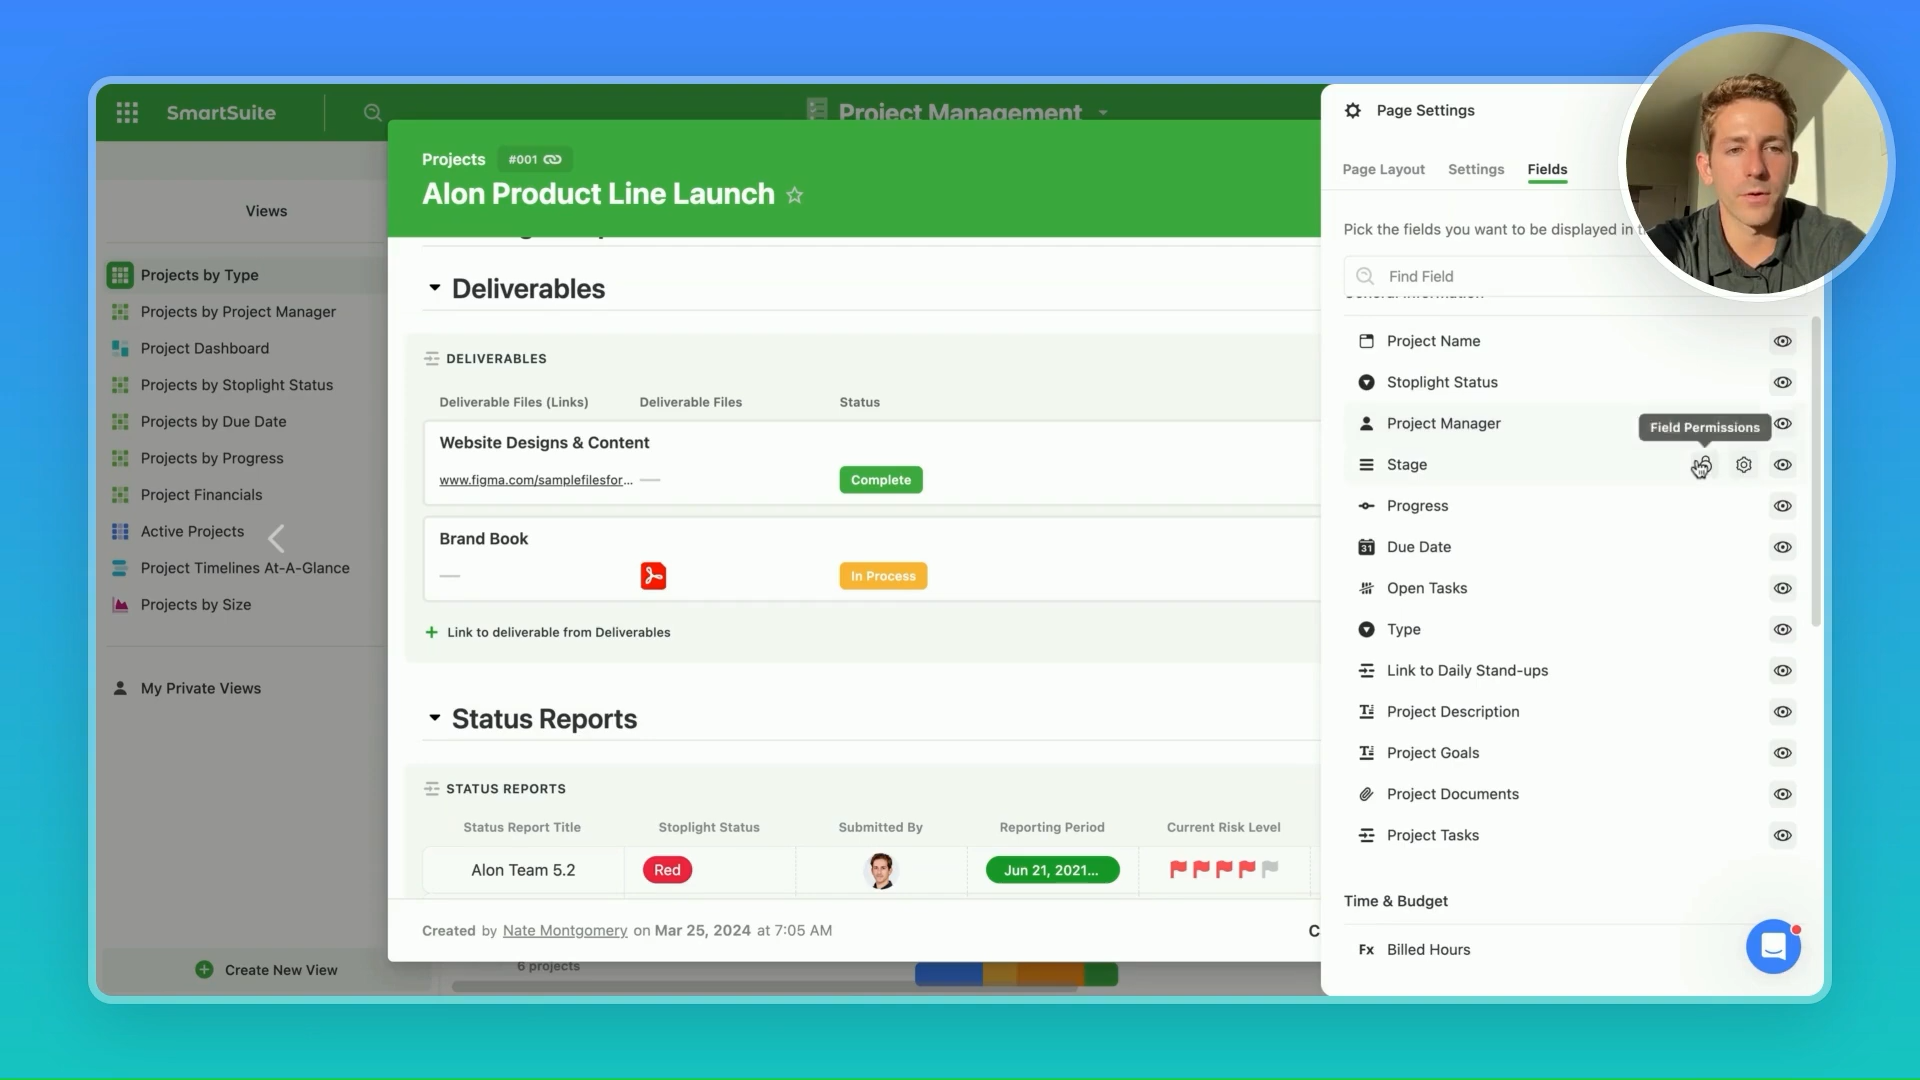 SmartSuite
Project Management
Views
Projects by Type
Projects by Project Manager
Project Dashboard
Projects by Stoplight Status
Projects by Due Date
Projects by Progress
Project Financials
Active Projects
Project Timelines At-A-Glance
Projects by Size
My Private Views
Create New View
Projects #001
Alon Product Line Launch
Deliverables
DELIVERABLES
Deliverable Files (Links) Deliverable Files Status
Website Designs & Content
www.figma.com/samplefilesfor... Complete
Brand Book
In Process
+ Link to deliverable from Deliverables
Status Reports
STATUS REPORTS
Status Report Title Stoplight Status Submitted By Reporting Period Current Risk Level
Alon Team 5.2 Red Jun 21, 2021...
Created by Nate Montgomery on Mar 25, 2024 at 7:05 AM C
6 projects
Page Settings
Page Layout Settings Fields
Pick the fields you want to be displayed in
Find Field
General Information
Project Name
Stoplight Status
Project Manager
Field Permissions
Stage
Progress
31 Due Date
Open Tasks
Type
Link to Daily Stand-ups
Project Description
Project Goals
Project Documents
Project Tasks
Time & Budget
Fx Billed Hours